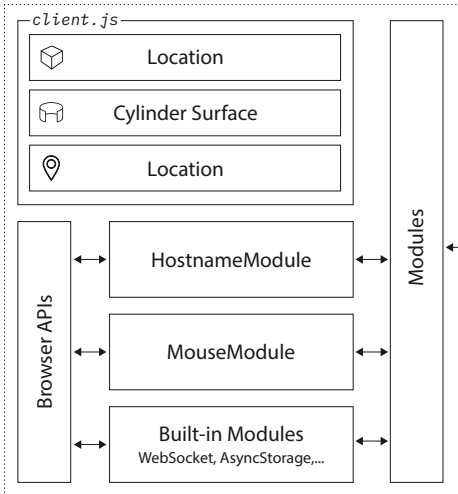 client.js
Location
Cylinder Surface
Location
HostnameModule
MouseModule
Built-in Modules
WebSocket, AsyncStorage,...
Browser APIs
Modules